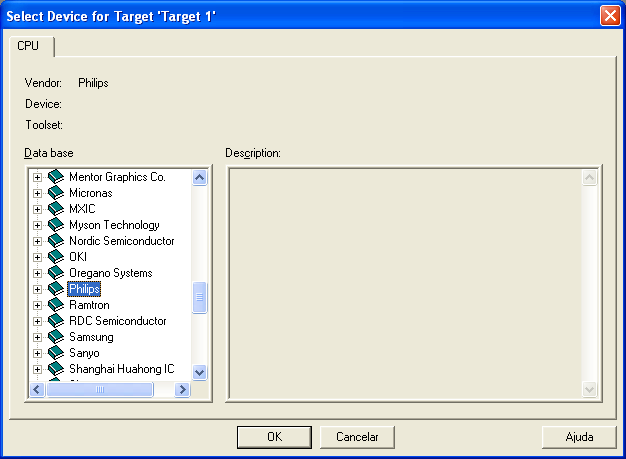 Select Device for Target 'Target 1'
CPU
Vendor: Philips
Device:
Toolset:
Data base
Description:
Mentor Graphics Co.
Micronas
MXIC
Myson Technology
Nordic Semiconductor
OKI
Oregano Systems
Philips
Ramtron
RDC Semiconductor
Samsung
Sanyo
Shanghai Huahong IC
OK
Cancelar
Ajuda